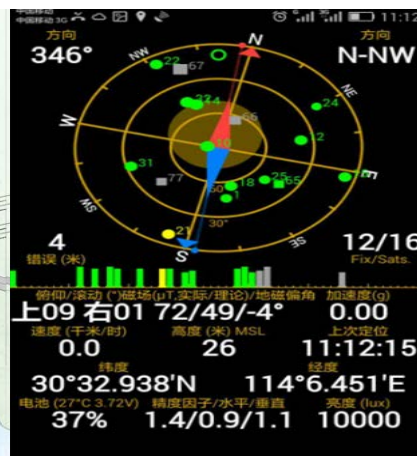 中国移动
中国移动 3G
11:12
方向 方向
346° N-NW
NW N NE
22 67
24
66
W 2
10
31 E
77 18 25 65
1
60°
30°
SW 21 SE
S
4 12/16
错误 (米) Fix/Sats.
俯仰/滚动 (°)磁场(μT,实际/理论)/地磁偏角 加速度(g)
上09 右01 72/49/-4° 0.00
速度 (千米/时) 高度 (米) MSL 上次定位
0.0 26 11:12:15
纬度 经度
30°32.938'N 114°6.451'E
电池 (27°C 3.72V) 精度因子/水平/垂直 亮度 (lux)
37% 1.4/0.9/1.1 10000